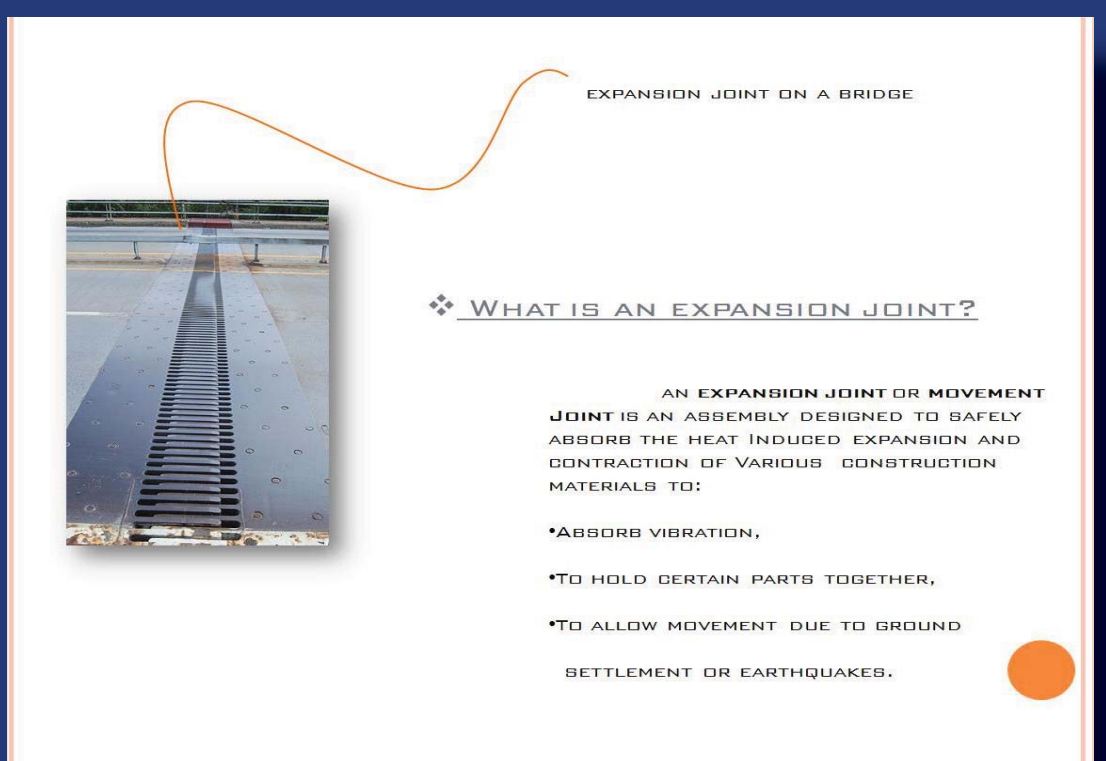 EXPANSION JOINT ON A BRIDGE
❖ WHAT IS AN EXPANSION JOINT?
AN EXPANSION JOINT OR MOVEMENT
JOINT IS AN ASSEMBLY DESIGNED TO SAFELY
ABSORB THE HEAT INDUCED EXPANSION AND
CONTRACTION OF VARIOUS CONSTRUCTION
MATERIALS TO:
•ABSORB VIBRATION,
•TO HOLD CERTAIN PARTS TOGETHER,
•TO ALLOW MOVEMENT DUE TO GROUND
SETTLEMENT OR EARTHQUAKES.